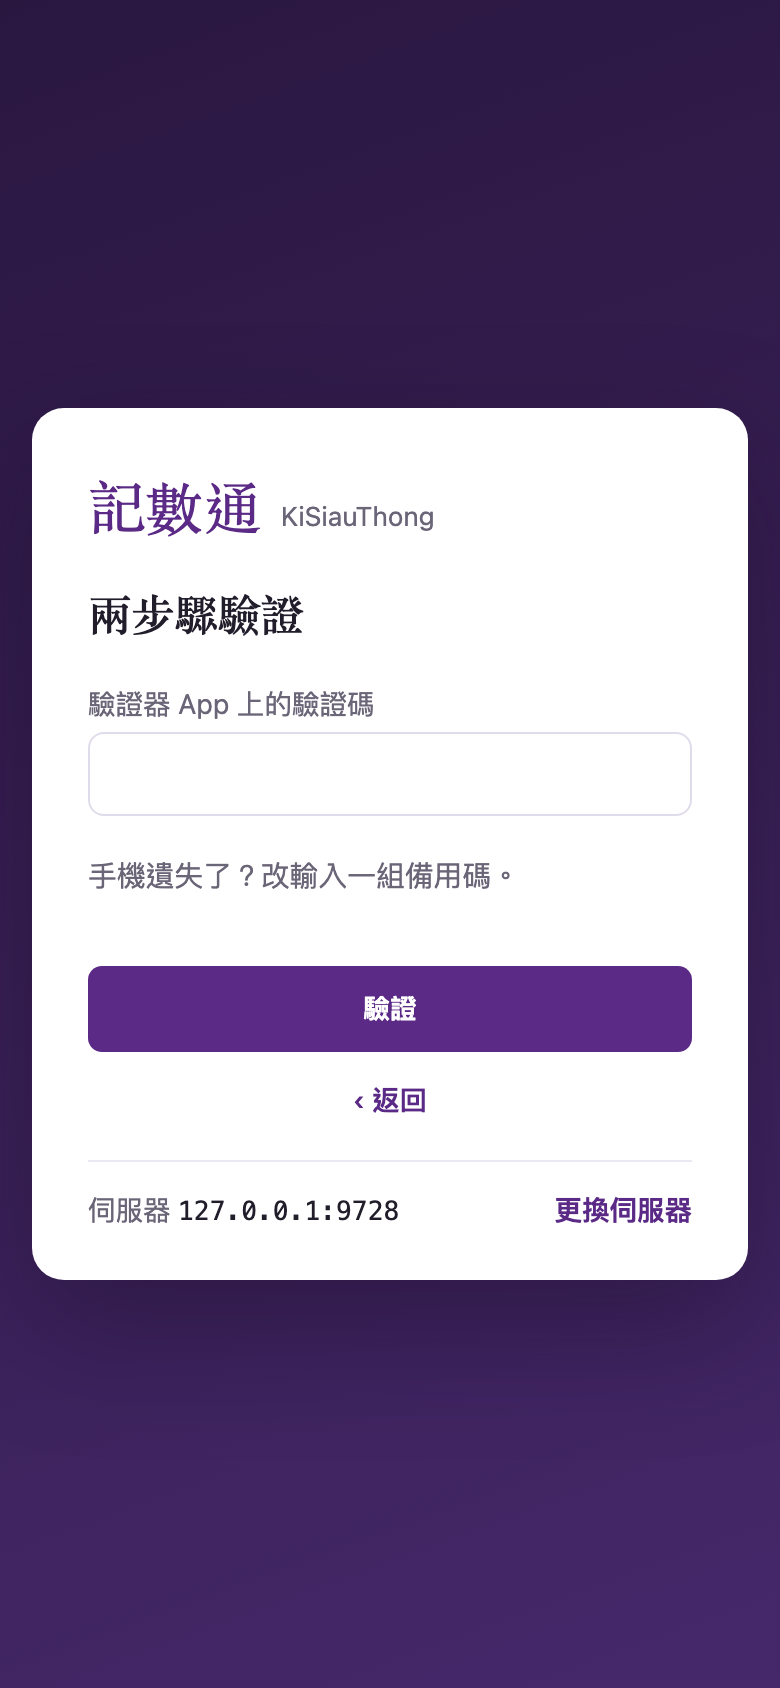 記數通 KiSiauThong
兩步驟驗證
驗證器 App 上的驗證碼
手機遺失了？改輸入一組備用碼。
驗證
‹ 返回
伺服器 127.0.0.1:9728 更換伺服器